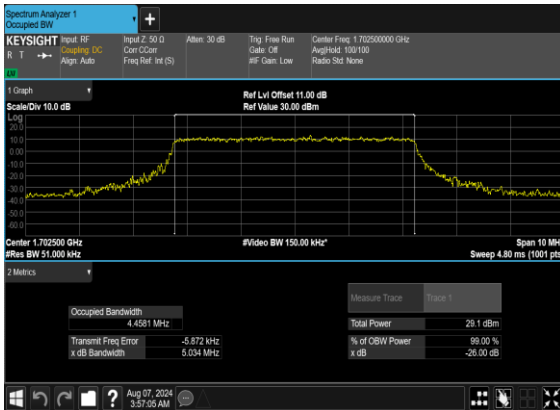 Spectrum Analyzer 1
Occupied BW
+
KEYSIGHT
R T
LXI
Input: RF
Coupling: DC
Align: Auto
Input Z: 50 Ω
Corr CCorr
Freq Ref: Int (S)
Atten: 30 dB
Trig: Free Run
Gate: Off
#IF Gain: Low
Center Freq: 1.702500000 GHz
Avg|Hold: 100/100
Radio Std: None
1 Graph
Scale/Div 10.0 dB
Ref Lvl Offset 11.00 dB
Ref Value 30.00 dBm
Log
20.0
10.0
0.00
-10.0
-20.0
-30.0
-40.0
-50.0
-60.0
Center 1.702500 GHz
#Res BW 51.000 kHz
#Video BW 150.00 kHz*
Span 10 MH
Sweep 4.80 ms (1001 pts
2 Metrics
Occupied Bandwidth
4.4581 MHz
Transmit Freq Error -5.872 kHz
x dB Bandwidth 5.034 MHz
Measure Trace Trace 1
Total Power 29.1 dBm
% of OBW Power 99.00 %
x dB -26.00 dB
?
Aug 07, 2024
3:57:05 AM